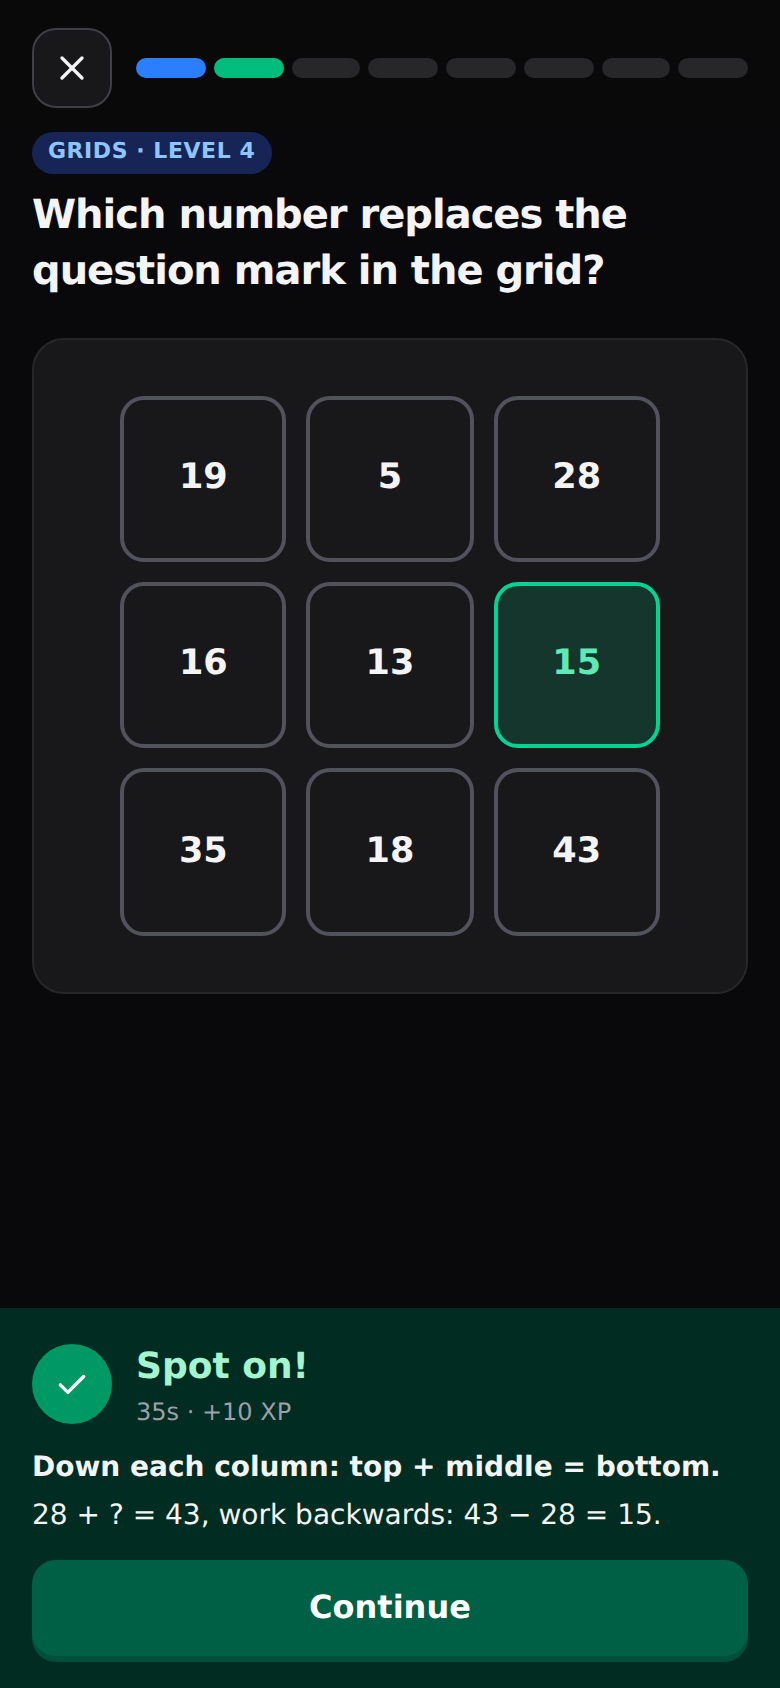 GRIDS · LEVEL 4
Which number replaces the
question mark in the grid?
19 5 28
16 13 15
35 18 43
Spot on!
35s · +10 XP
Down each column: top + middle = bottom.
28 + ? = 43, work backwards: 43 − 28 = 15.
Continue